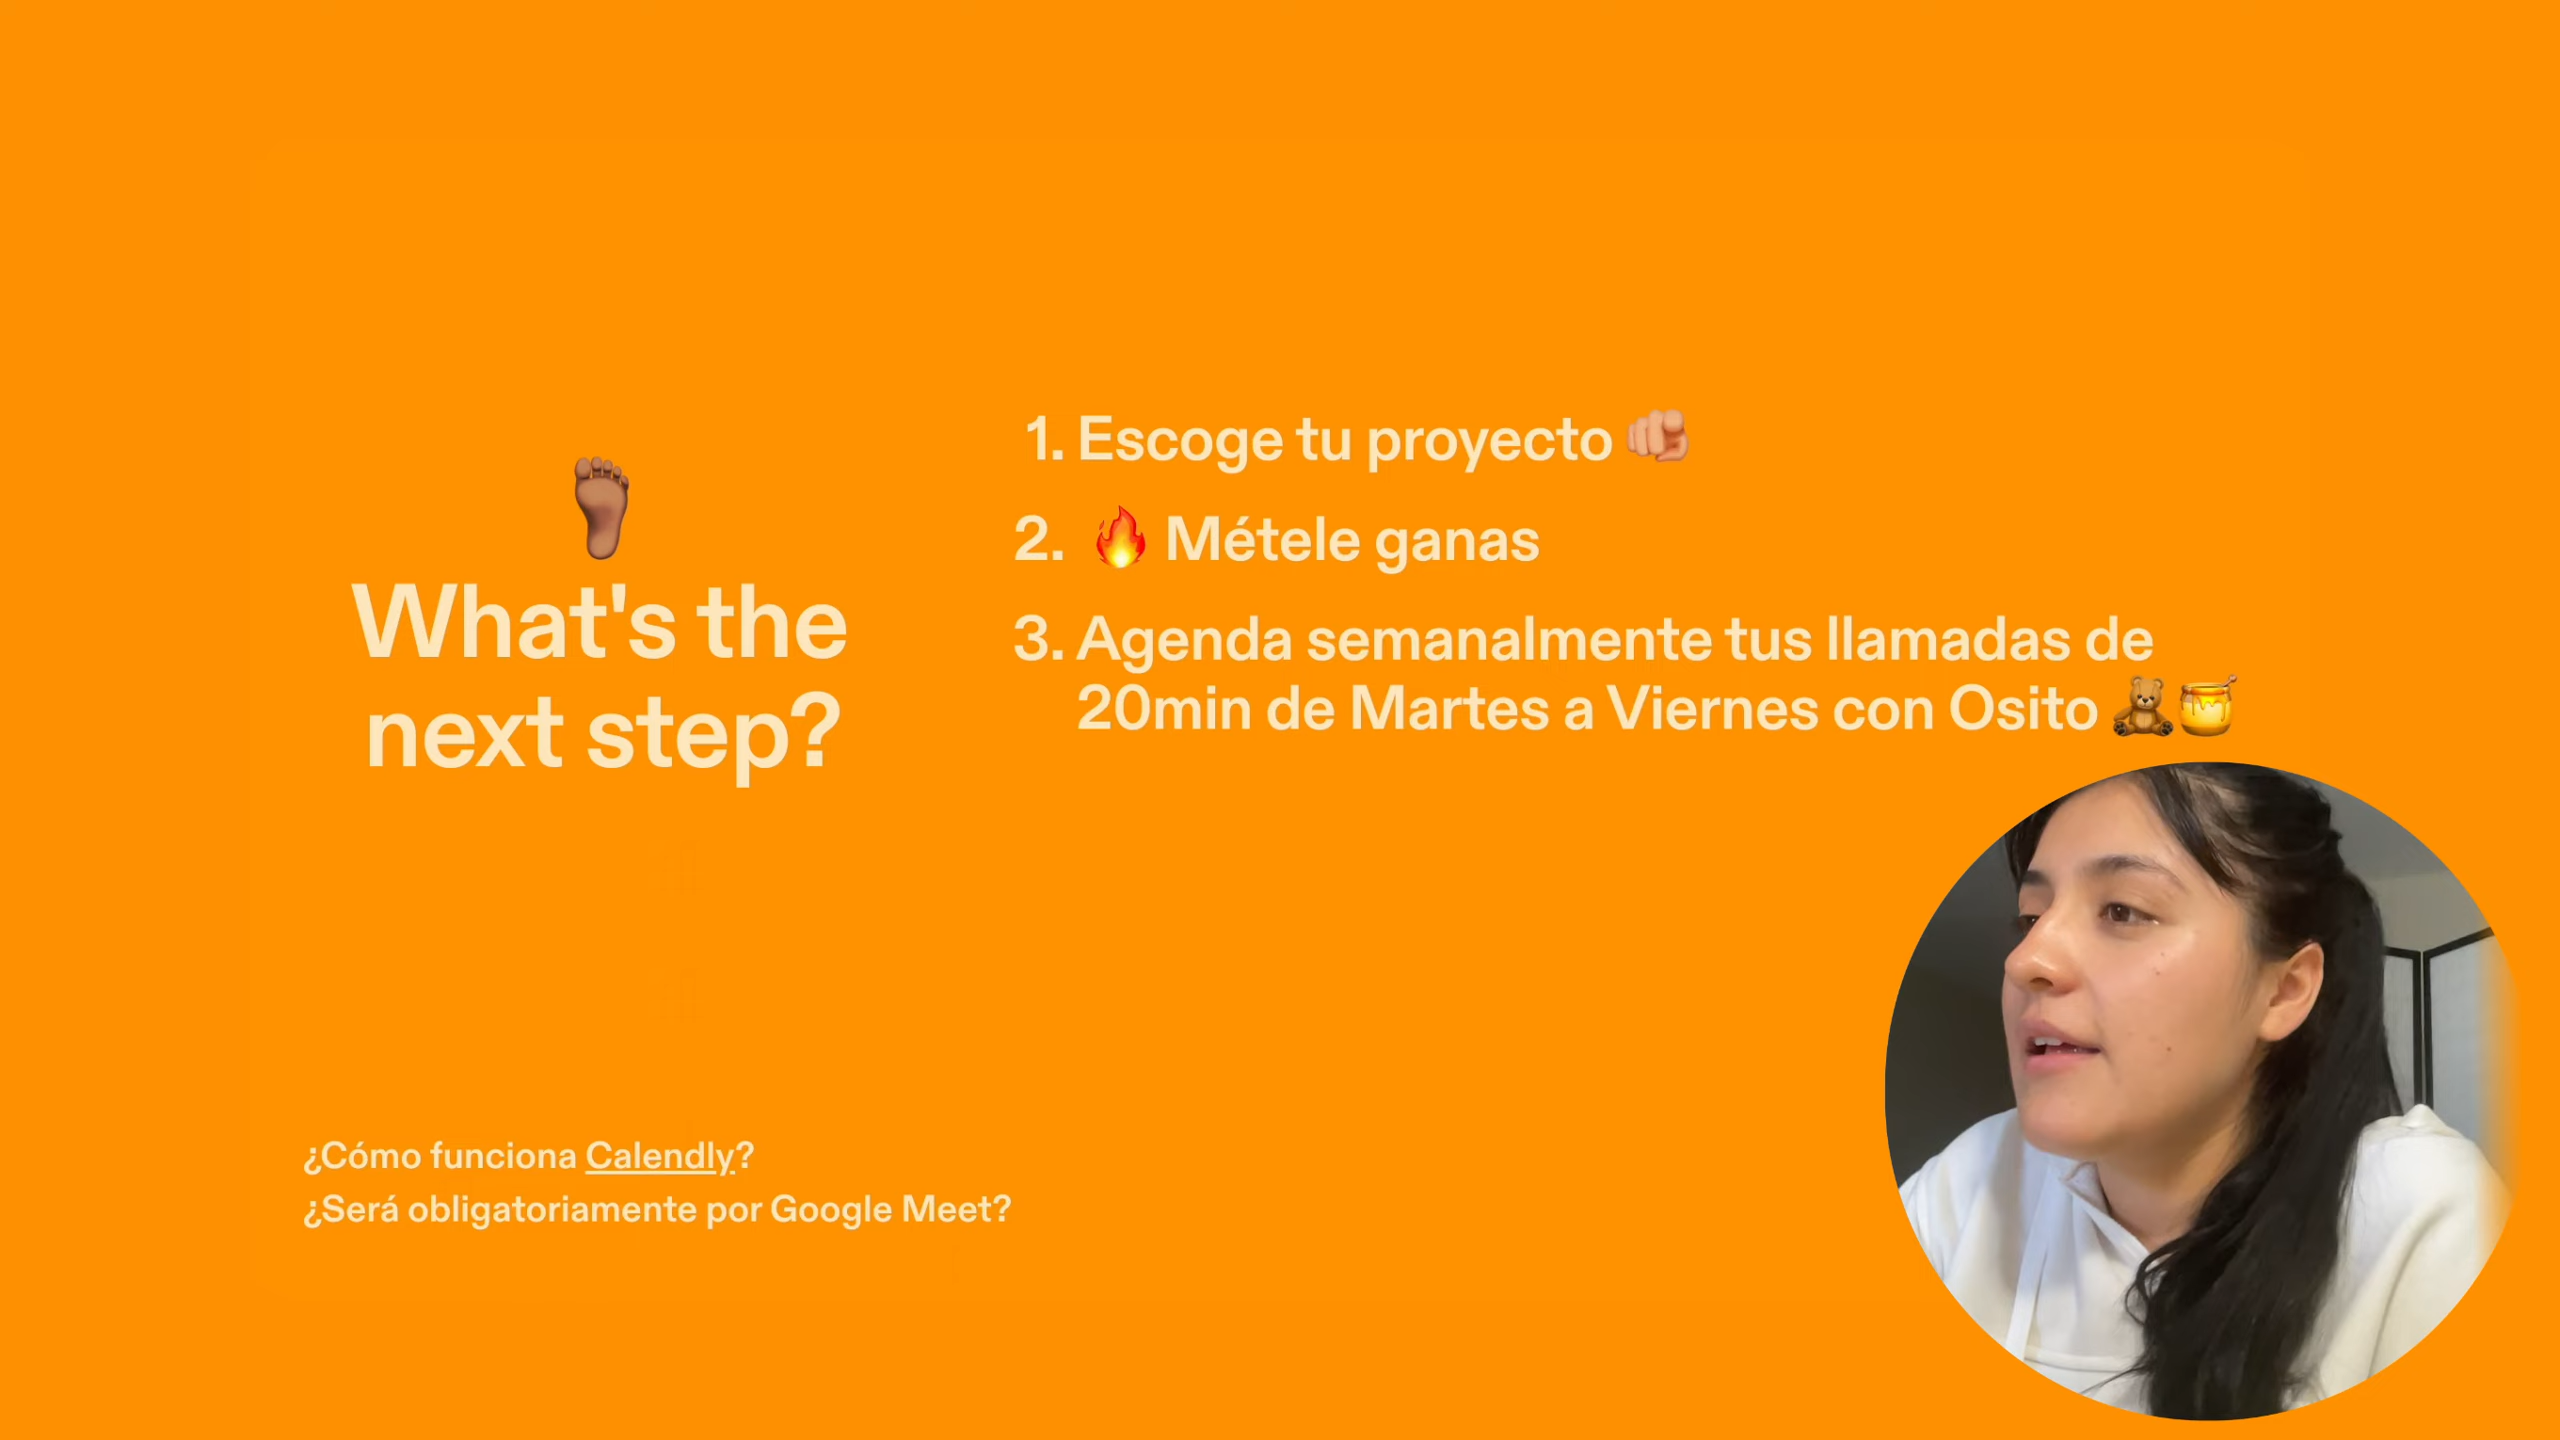 What's the
next step?
1. Escoge tu proyecto
2. Métele ganas
3. Agenda semanalmente tus llamadas de
20min de Martes a Viernes con Osito
¿Cómo funciona Calendly?
¿Será obligatoriamente por Google Meet?